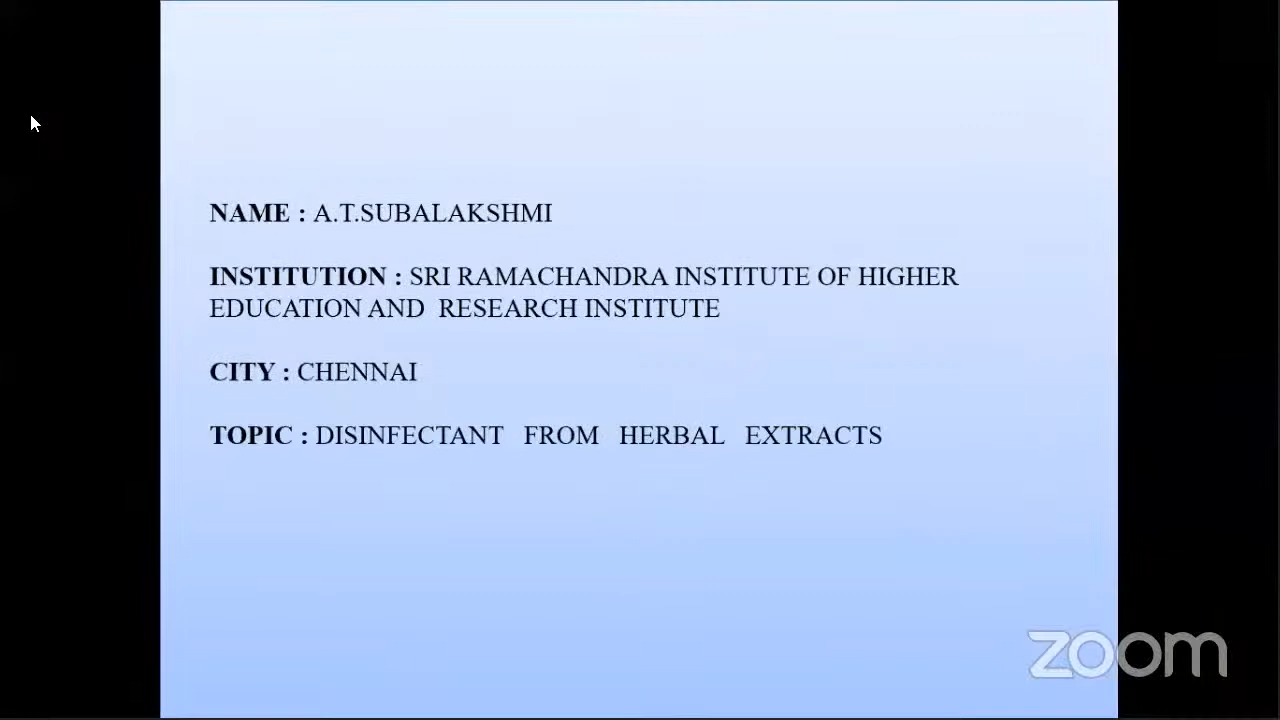 NAME : A.T.SUBALAKSHMI
INSTITUTION : SRI RAMACHANDRA INSTITUTE OF HIGHER
EDUCATION AND RESEARCH INSTITUTE
CITY : CHENNAI
TOPIC : DISINFECTANT FROM HERBAL EXTRACTS
zoom